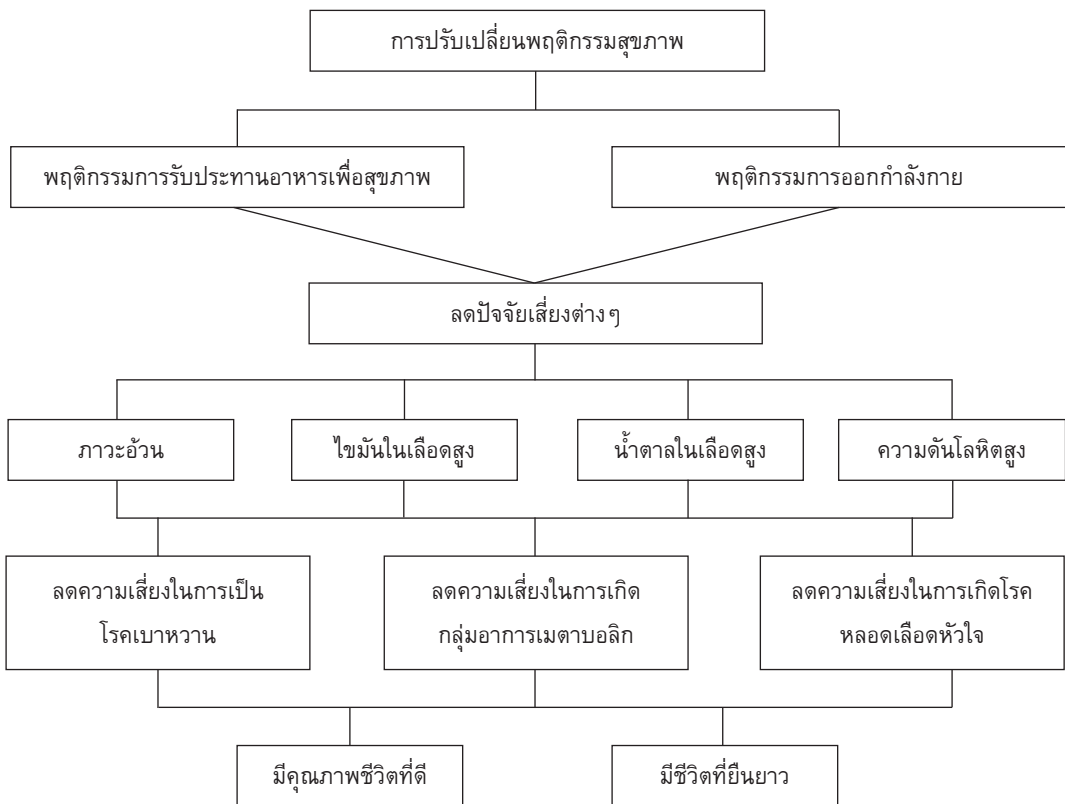 การปรับเปลี่ยนพฤติกรรมสุขภาพ
พฤติกรรมการรับประทานอาหารเพื่อสุขภาพ
พฤติกรรมการออกกำลังกาย
ลดปัจจัยเสี่ยงต่างๆ
ภาวะอ้วน
ไขมันในเลือดสูง
น้ำตาลในเลือดสูง
ความดันโลหิตสูง
ลดความเสี่ยงในการเป็น
โรคเบาหวาน
ลดความเสี่ยงในการเกิด
กลุ่มอาการเมตาบอลิก
ลดความเสี่ยงในการเกิดโรค
หลอดเลือดหัวใจ
มีคุณภาพชีวิตที่ดี
มีชีวิตที่ยืนยาว